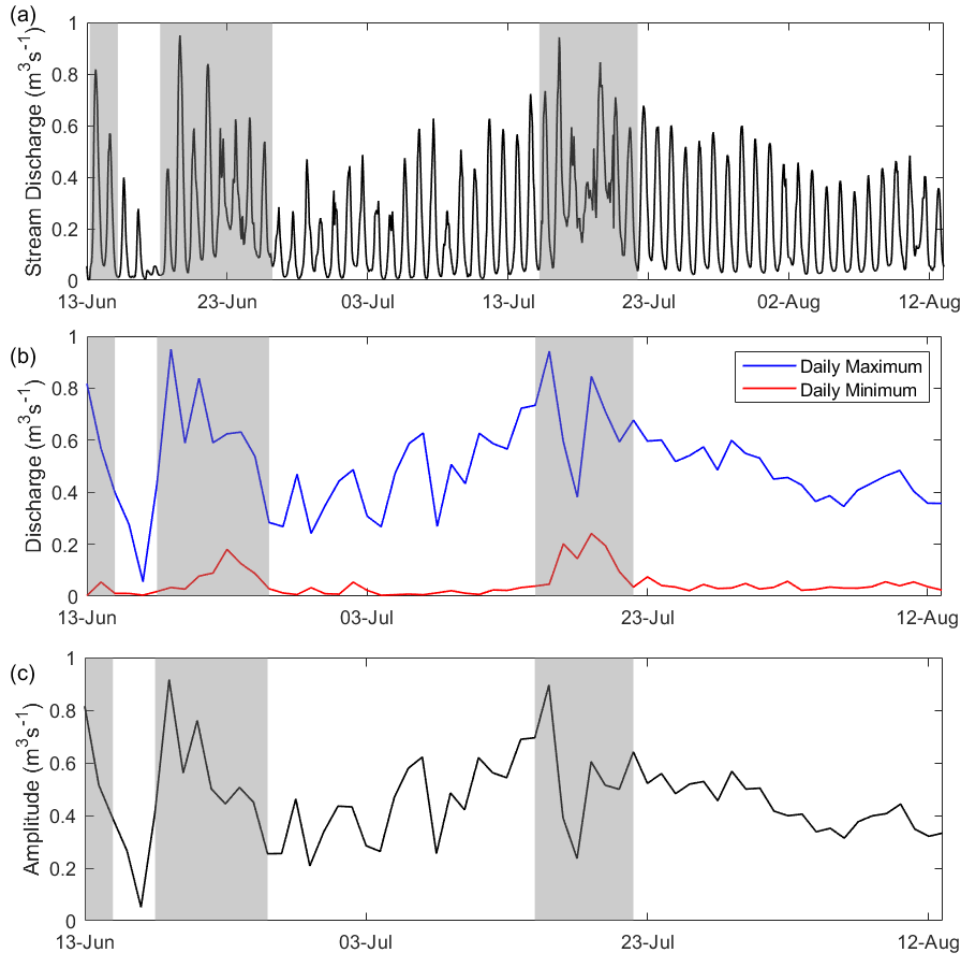 (a)
Stream Discharge (m³s⁻¹)
1
0.8
0.6
0.4
0.2
0
13-Jun
23-Jun
03-Jul
13-Jul
23-Jul
02-Aug
12-Aug
(b)
Discharge (m³s⁻¹)
1
0.8
0.6
0.4
0.2
0
Daily Maximum
Daily Minimum
13-Jun
03-Jul
23-Jul
12-Aug
(c)
Amplitude (m³s⁻¹)
1
0.8
0.6
0.4
0.2
0
13-Jun
03-Jul
23-Jul
12-Aug